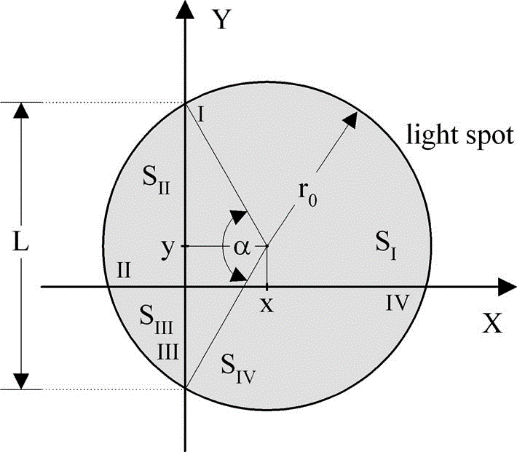 Y
I
light spot
S_II
r_0
L
y
α
S_I
II
IV
S_III
x
X
III
S_IV